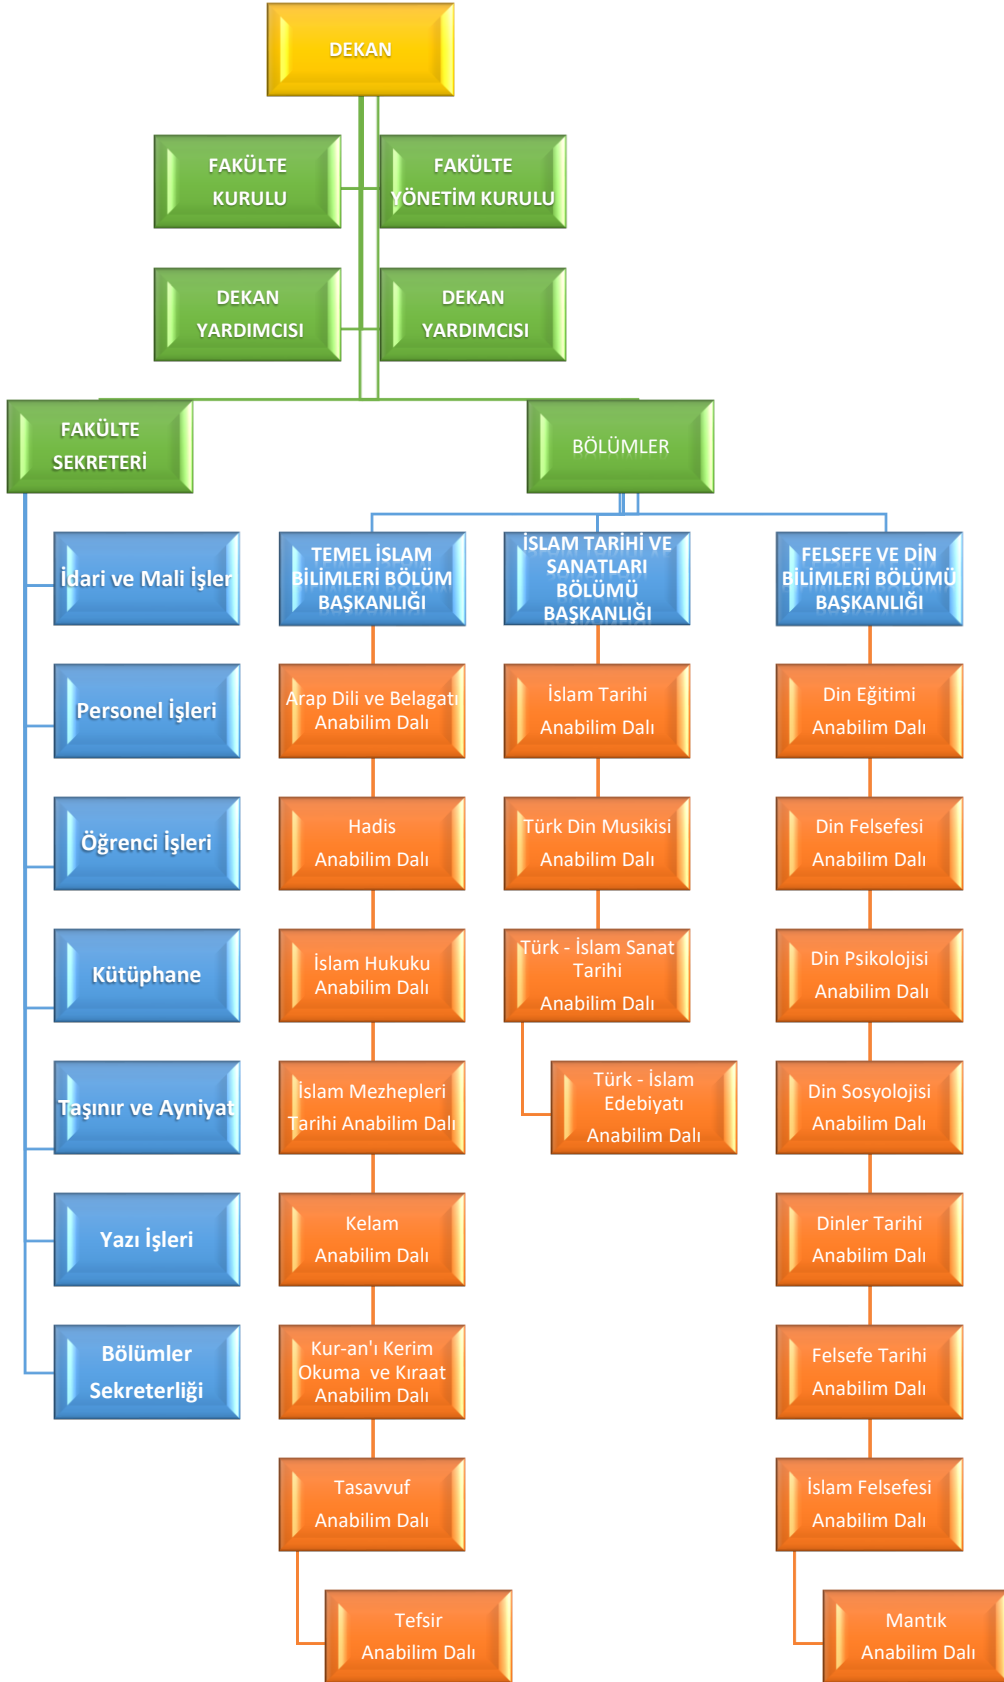 DEKAN
FAKÜLTE
KURULU
FAKÜLTE
YÖNETİM KURULU
DEKAN
YARDIMCISI
DEKAN
YARDIMCISI
FAKÜLTE
SEKRETERİ
BÖLÜMLER
İdari ve Mali İşler
Personel İşleri
Öğrenci İşleri
Kütüphane
Taşınır ve Ayniyat
Yazı İşleri
Bölümler
Sekreterliği
TEMEL İSLAM
BİLİMLERİ BÖLÜM
BAŞKANLIĞI
Arap Dili ve Belagatı
Anabilim Dalı
Hadis
Anabilim Dalı
İslam Hukuku
Anabilim Dalı
İslam Mezhepleri
Tarihi Anabilim Dalı
Kelam
Anabilim Dalı
Kur-an'ı Kerim
Okuma ve Kıraat
Anabilim Dalı
Tasavvuf
Anabilim Dalı
Tefsir
Anabilim Dalı
İSLAM TARİHİ VE
SANATLARI
BÖLÜMÜ
BAŞKANLIĞI
İslam Tarihi
Anabilim Dalı
Türk Din Musikisi
Anabilim Dalı
Türk - İslam Sanat
Tarihi
Anabilim Dalı
Türk - İslam
Edebiyatı
Anabilim Dalı
FELSEFE VE DİN
BİLİMLERİ BÖLÜMÜ
BAŞKANLIĞI
Din Eğitimi
Anabilim Dalı
Din Felsefesi
Anabilim Dalı
Din Psikolojisi
Anabilim Dalı
Din Sosyolojisi
Anabilim Dalı
Dinler Tarihi
Anabilim Dalı
Felsefe Tarihi
Anabilim Dalı
İslam Felsefesi
Anabilim Dalı
Mantık
Anabilim Dalı